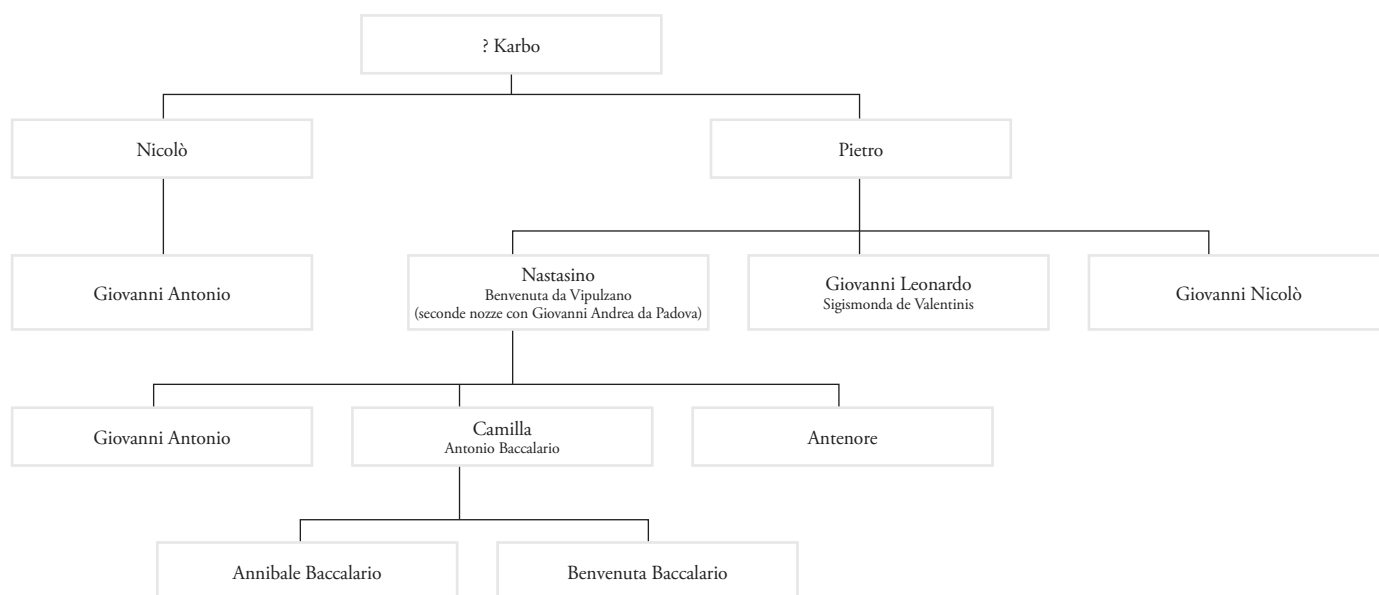 ? Karbo
Nicolò
Pietro
Giovanni Antonio
Nastasino
Benvenuta da Vipulzano
(seconde nozze con Giovanni Andrea da Padova)
Giovanni Leonardo
Sigismonda de Valentinis
Giovanni Nicolò
Giovanni Antonio
Camilla
Antonio Baccalario
Antenore
Annibale Baccalario
Benvenuta Baccalario